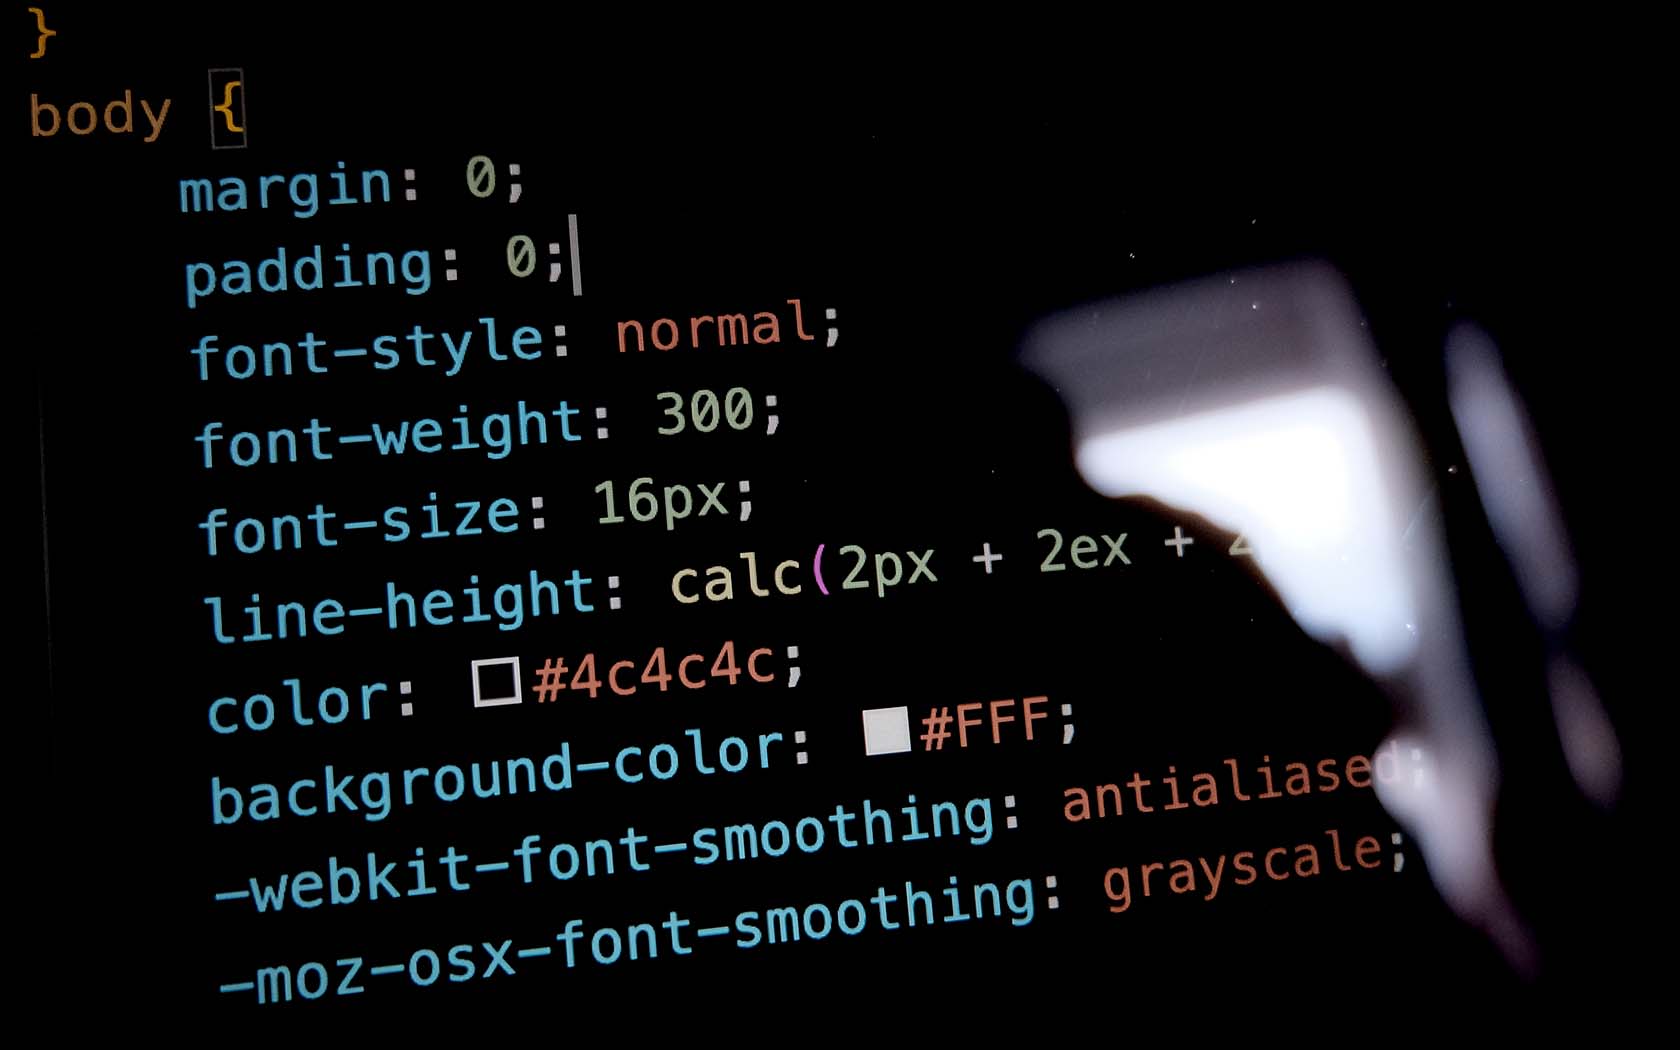 }
body {
margin: 0;
padding: 0;
font-style: normal;
font-weight: 300;
font-size: 16px;
line-height: calc(2px + 2ex +
color: #4c4c4c;
background-color: #FFF;
-webkit-font-smoothing: antialiased;
-moz-osx-font-smoothing: grayscale;